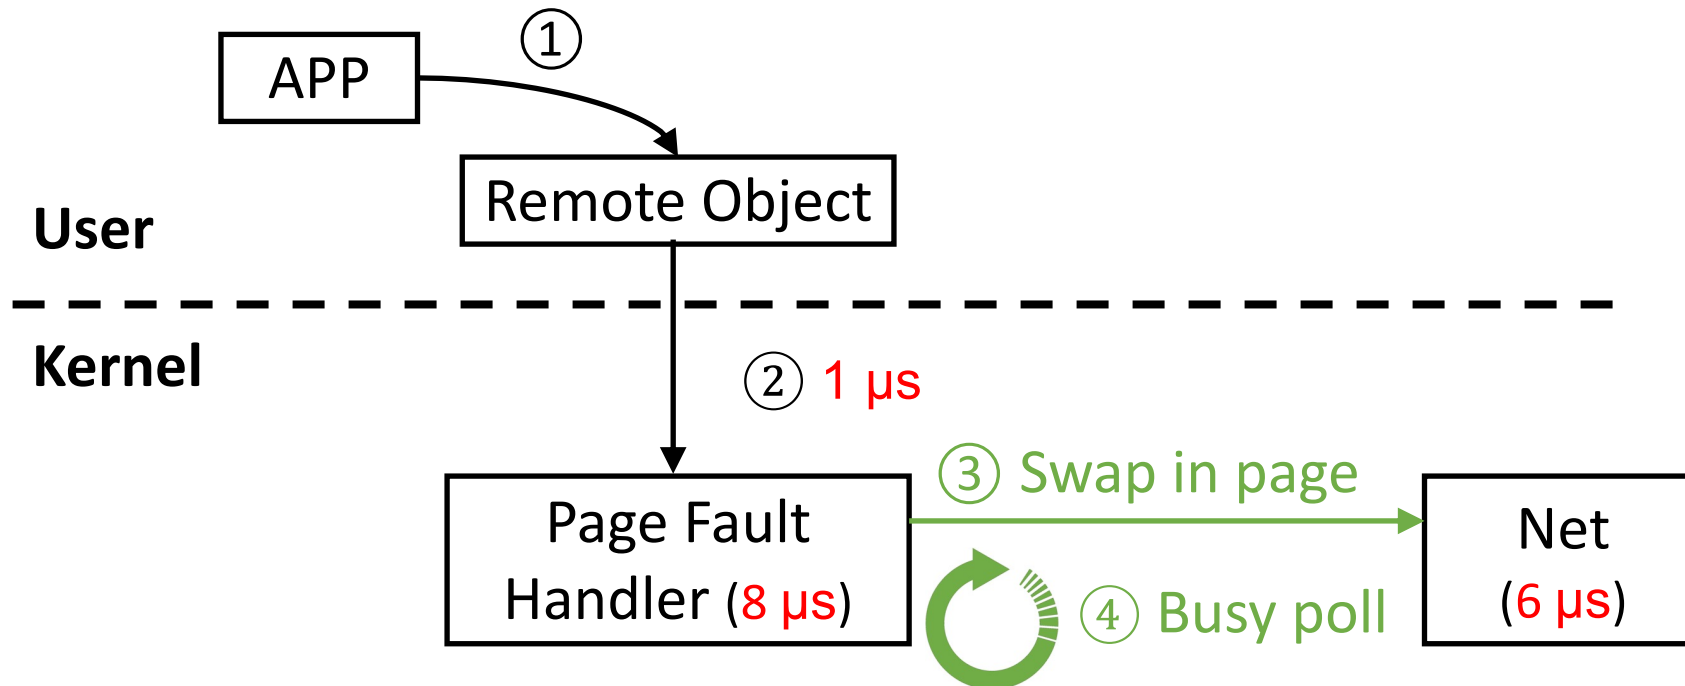 ①
APP
Remote Object
User
Kernel
② 1 μs
③ Swap in page
Page Fault
Handler (8 μs)
④ Busy poll
Net
(6 μs)